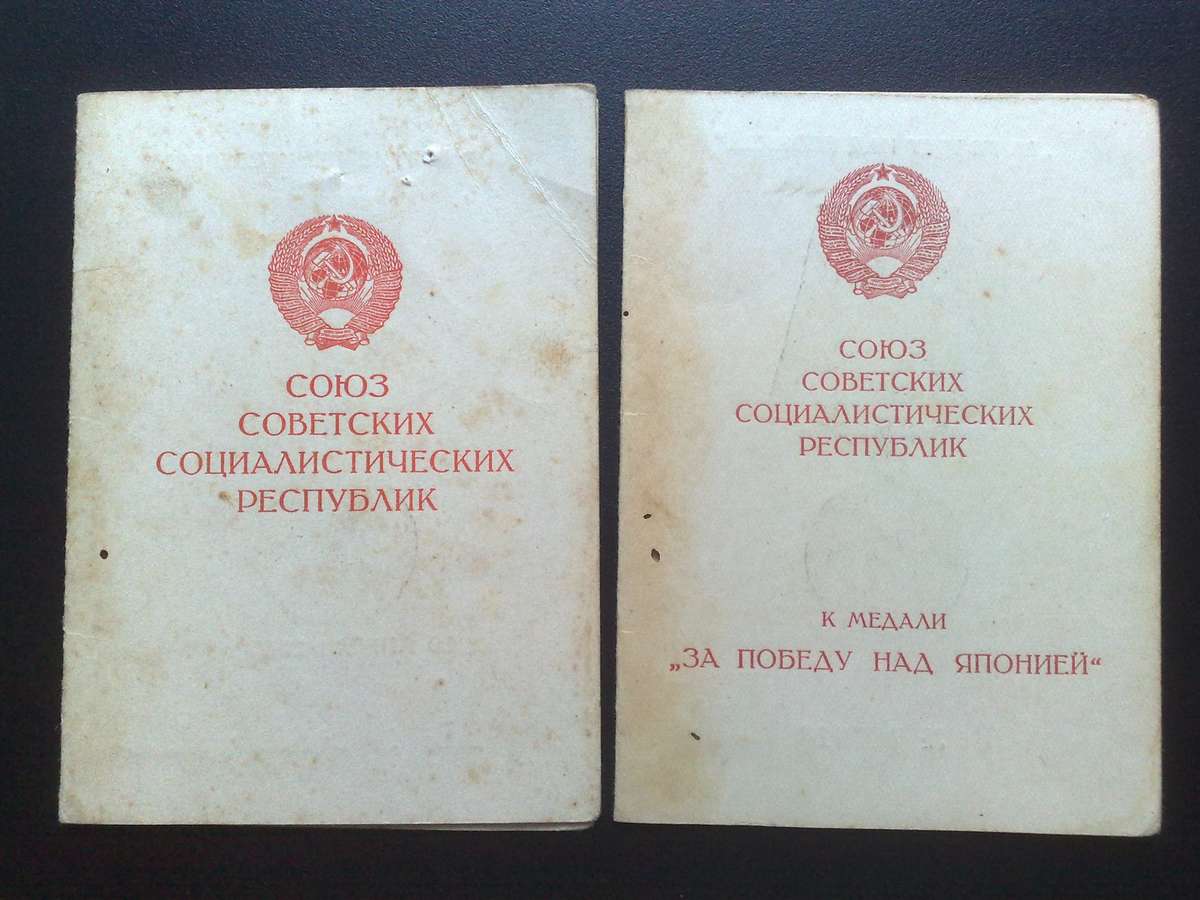 СОЮЗ
СОВЕТСКИХ
СОЦИАЛИСТИЧЕСКИХ
РЕСПУБЛИК
СОЮЗ
СОВЕТСКИХ
СОЦИАЛИСТИЧЕСКИХ
РЕСПУБЛИК
К МЕДАЛИ
„ЗА ПОБЕДУ НАД ЯПОНИЕЙ“